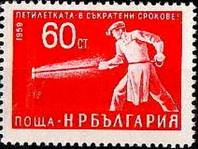 ПЕТИЛЕТКАТА В СЪКРАТЕНИ СРОКОВЕ!
1959
60 СТ.
ПОЩА НР БЪЛГАРИЯ